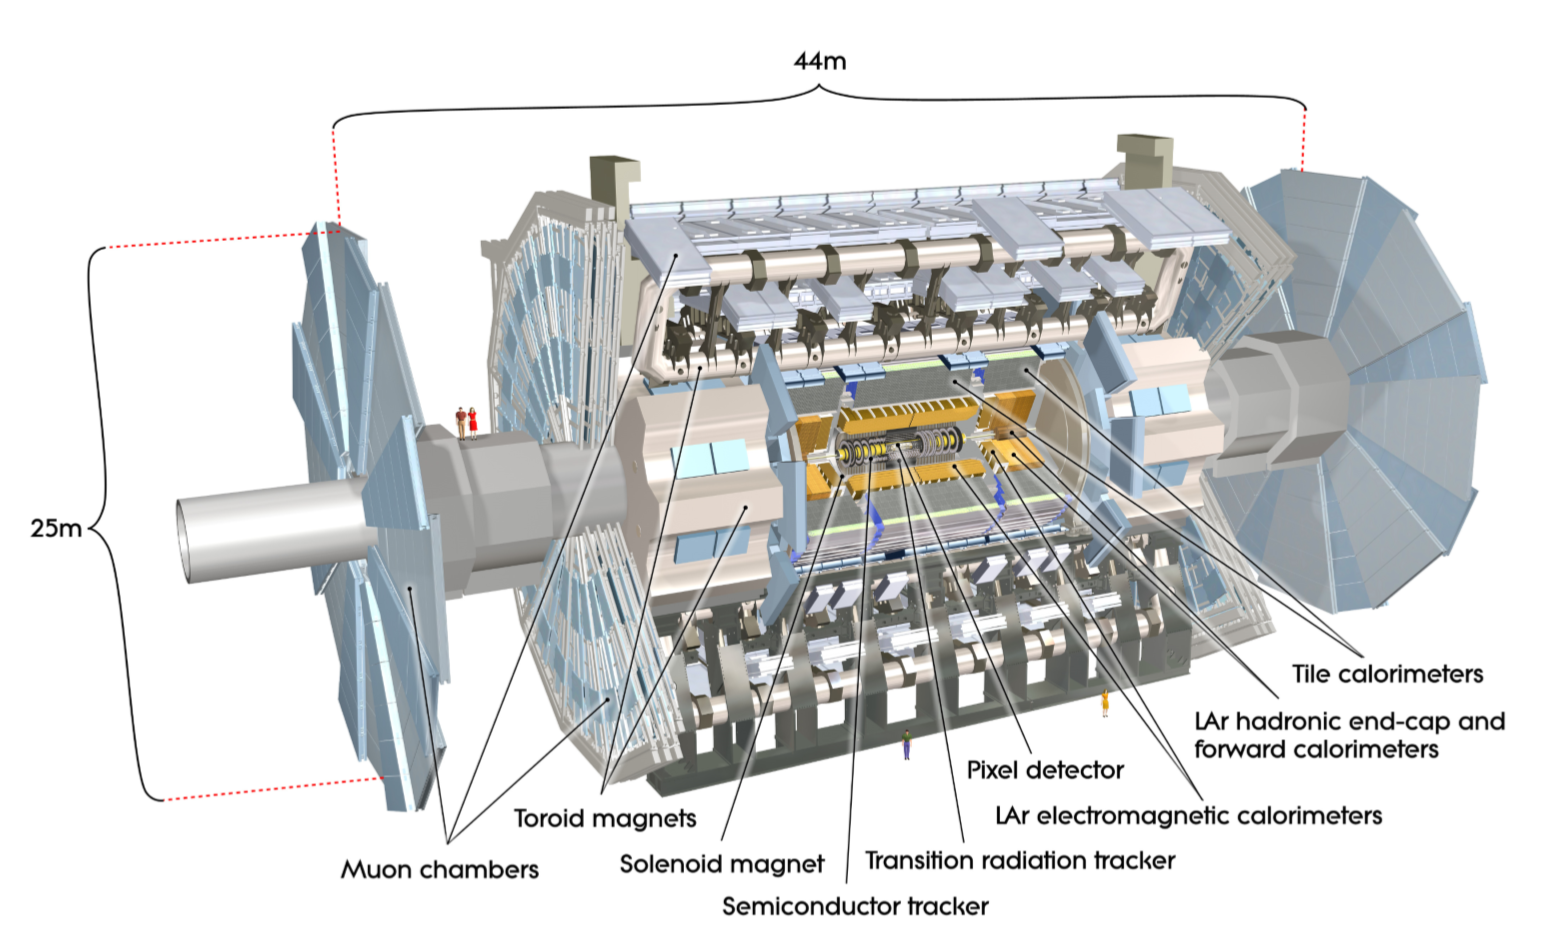 44m
25m
Tile calorimeters
LAr hadronic end-cap and
forward calorimeters
Pixel detector
LAr electromagnetic calorimeters
Toroid magnets
Solenoid magnet
Transition radiation tracker
Muon chambers
Semiconductor tracker